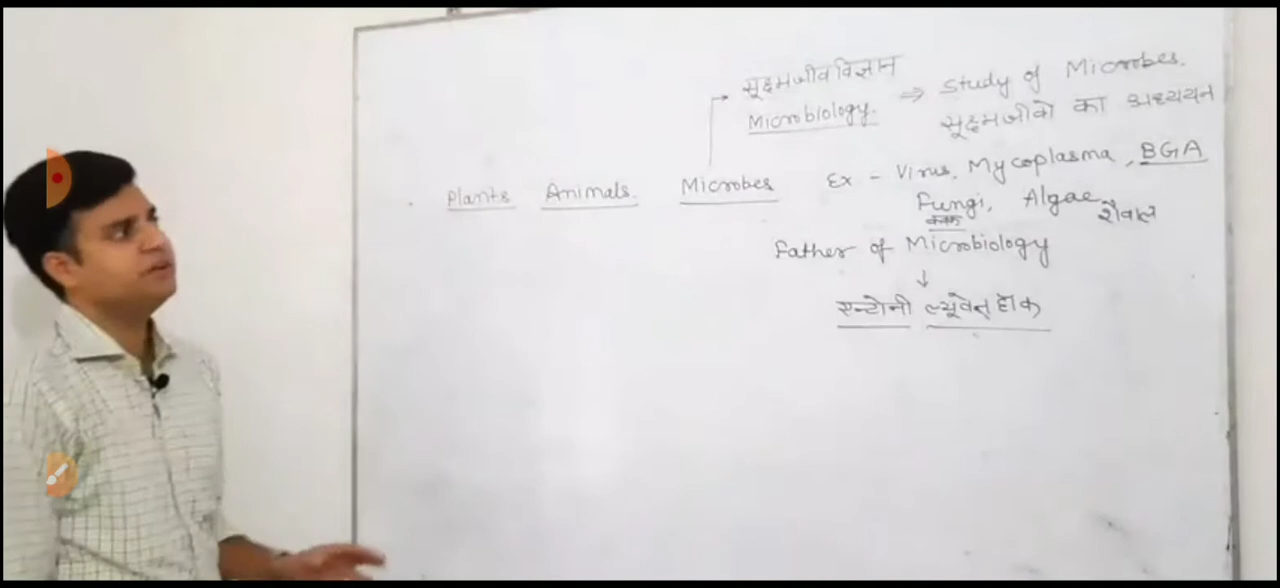 सूक्ष्मजीव विज्ञान
Microbiology. ⇒ Study of Microbes.
सूक्ष्मजीवो का अध्ययन
Plants Animals. Microbes Ex - Virus, Mycoplasma, BGA
Fungi, Algae
कवक शैवाल
Father of Microbiology
↓
एन्टोनी ल्यूवेन हॉक